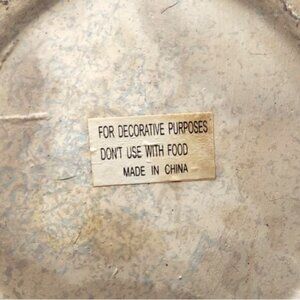 FOR DECORATIVE PURPOSES
DON'T USE WITH FOOD
MADE IN CHINA